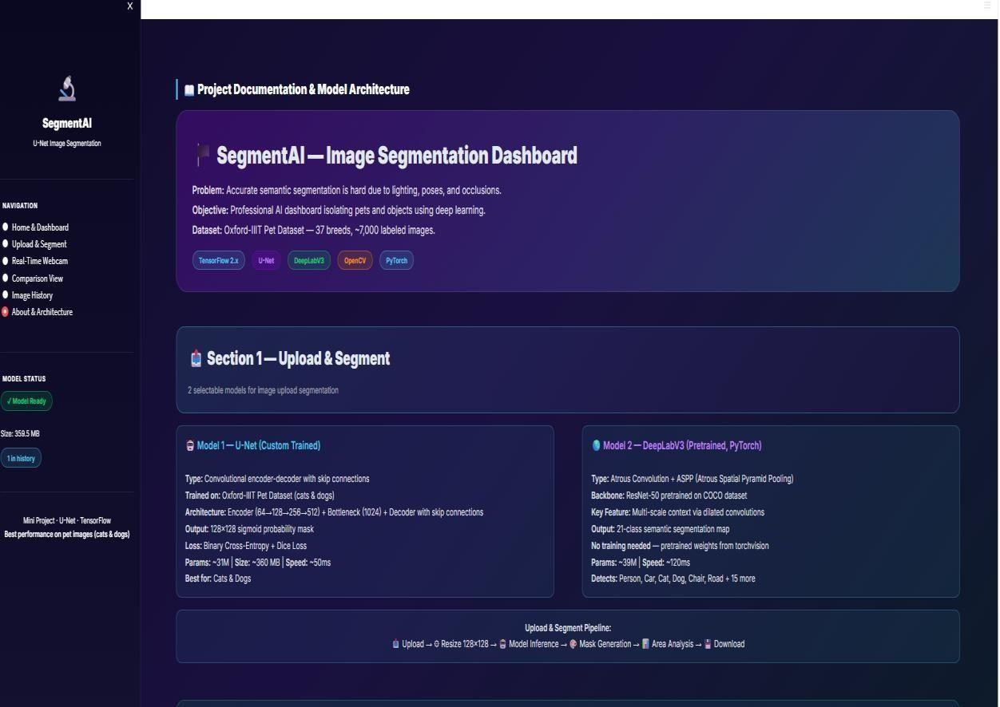 X
SegmentAI
U-Net Image Segmentation
NAVIGATION
Home & Dashboard
Upload & Segment
Real-Time Webcam
Comparison View
Image History
About & Architecture
MODEL STATUS
✓ Model Ready
Size: 359.5 MB
1 in history
Mini Project · U-Net · TensorFlow
Best performance on pet images (cats & dogs)
Project Documentation & Model Architecture
SegmentAI — Image Segmentation Dashboard
Problem: Accurate semantic segmentation is hard due to lighting, poses, and occlusions.
Objective: Professional AI dashboard isolating pets and objects using deep learning.
Dataset: Oxford-IIIT Pet Dataset — 37 breeds, ~7,000 labeled images.
TensorFlow 2.x U-Net DeepLabV3 OpenCV PyTorch
Section 1 — Upload & Segment
2 selectable models for image upload segmentation
Model 1 — U-Net (Custom Trained)
Type: Convolutional encoder-decoder with skip connections
Trained on: Oxford-IIIT Pet Dataset (cats & dogs)
Architecture: Encoder (64→128→256→512) + Bottleneck (1024) + Decoder with skip connections
Output: 128×128 sigmoid probability mask
Loss: Binary Cross-Entropy + Dice Loss
Params: ~31M | Size: ~360 MB | Speed: ~50ms
Best for: Cats & Dogs
Model 2 — DeepLabV3 (Pretrained, PyTorch)
Type: Atrous Convolution + ASPP (Atrous Spatial Pyramid Pooling)
Backbone: ResNet-50 pretrained on COCO dataset
Key Feature: Multi-scale context via dilated convolutions
Output: 21-class semantic segmentation map
No training needed — pretrained weights from torchvision
Params: ~39M | Speed: ~120ms
Detects: Person, Car, Cat, Dog, Chair, Road + 15 more
Upload & Segment Pipeline:
Upload → Resize 128×128 → Model Inference → Mask Generation → Area Analysis → Download